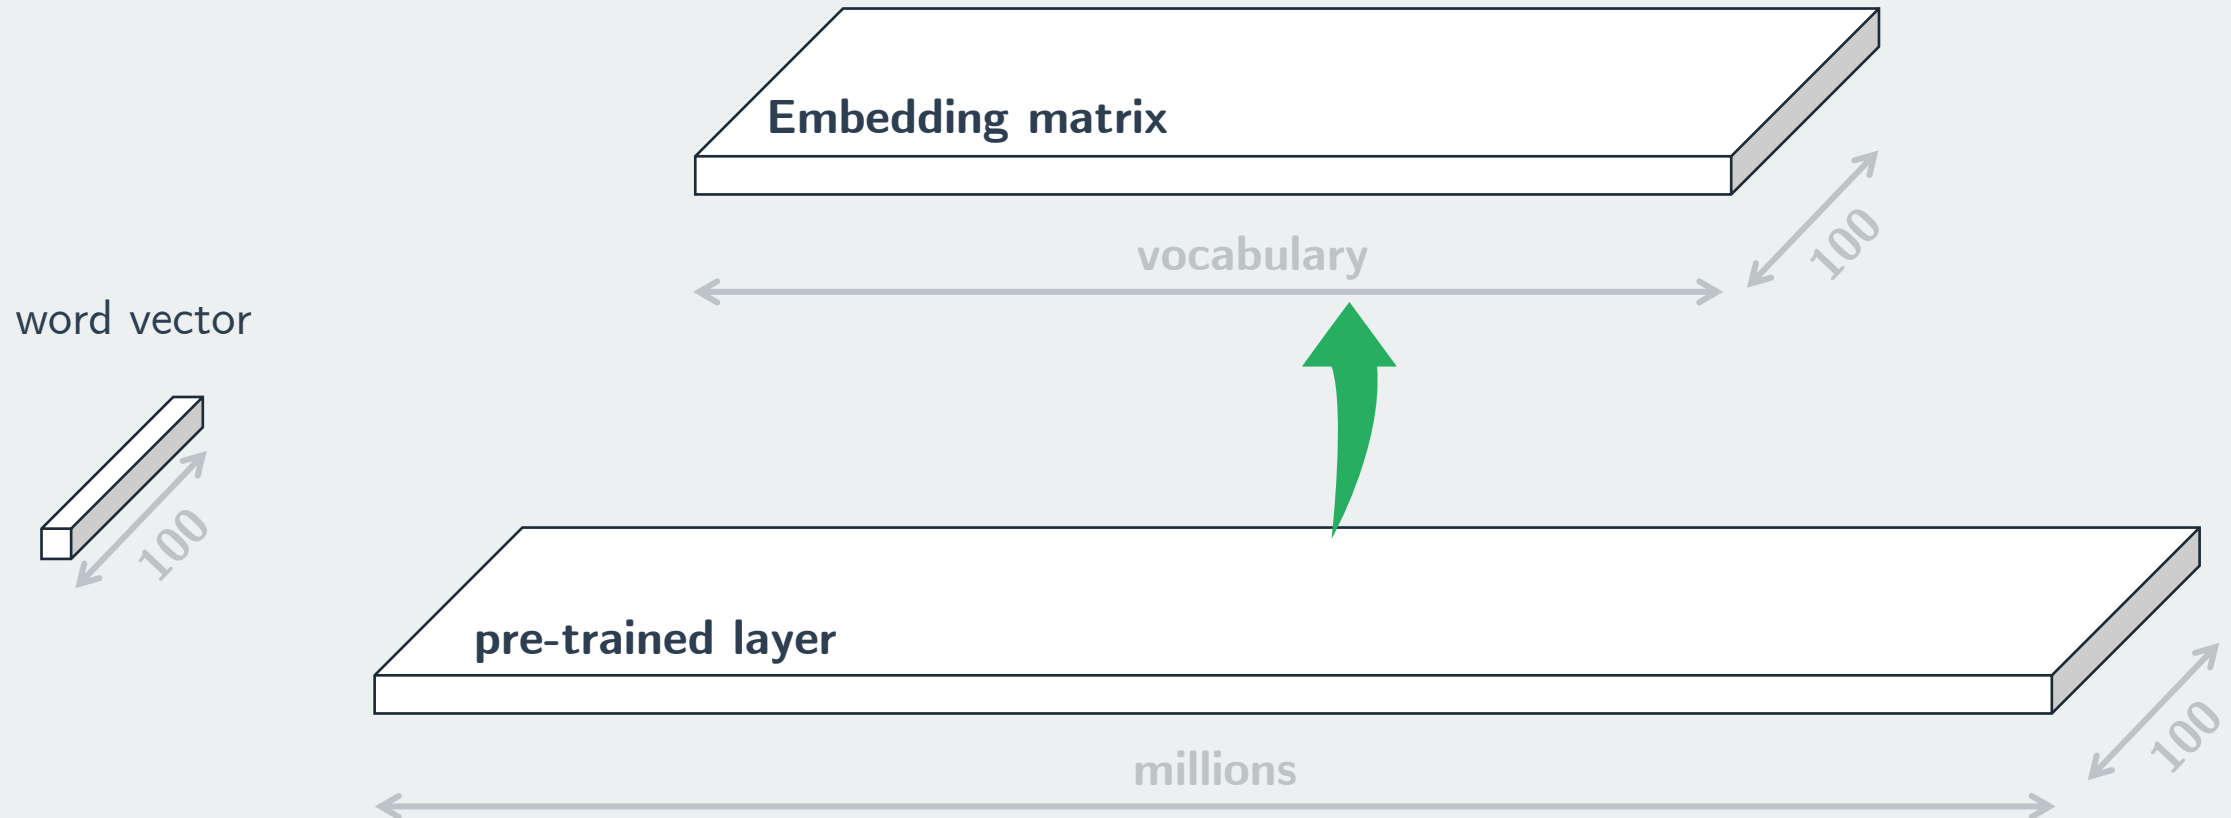 Embedding matrix
vocabulary
100
word vector
100
pre-trained layer
millions
100